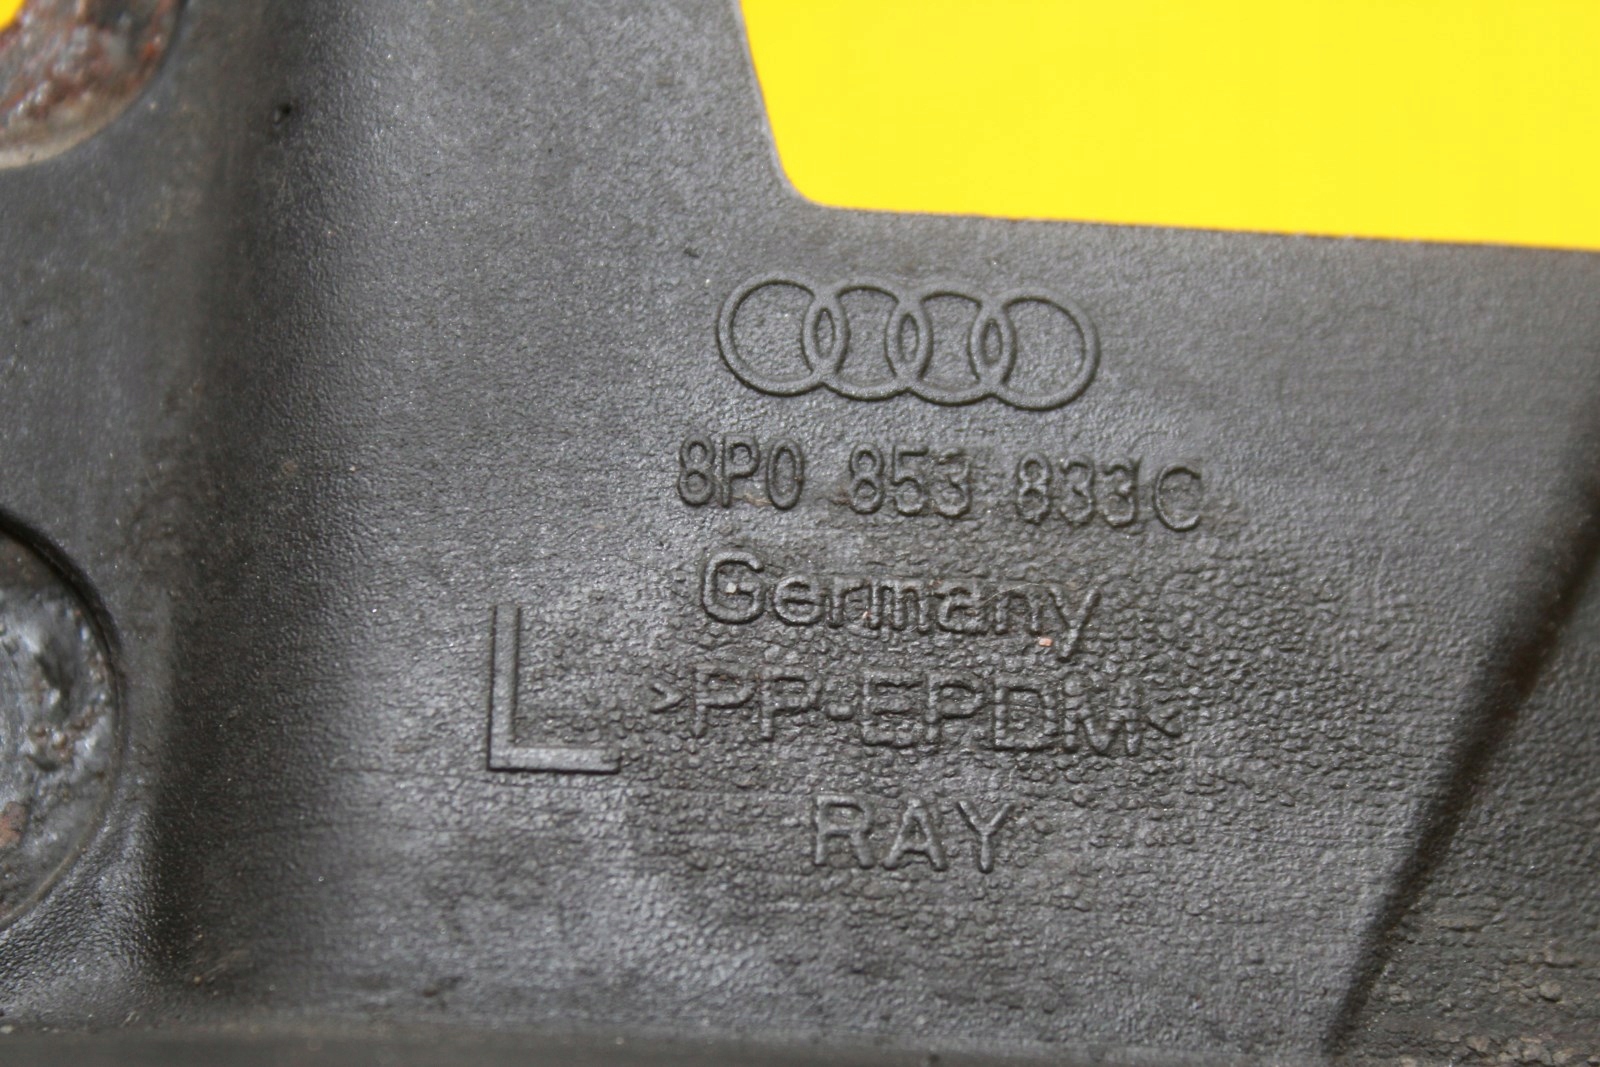 8P0 853 833C
Germany
L
>PP-EPDM<
RAY